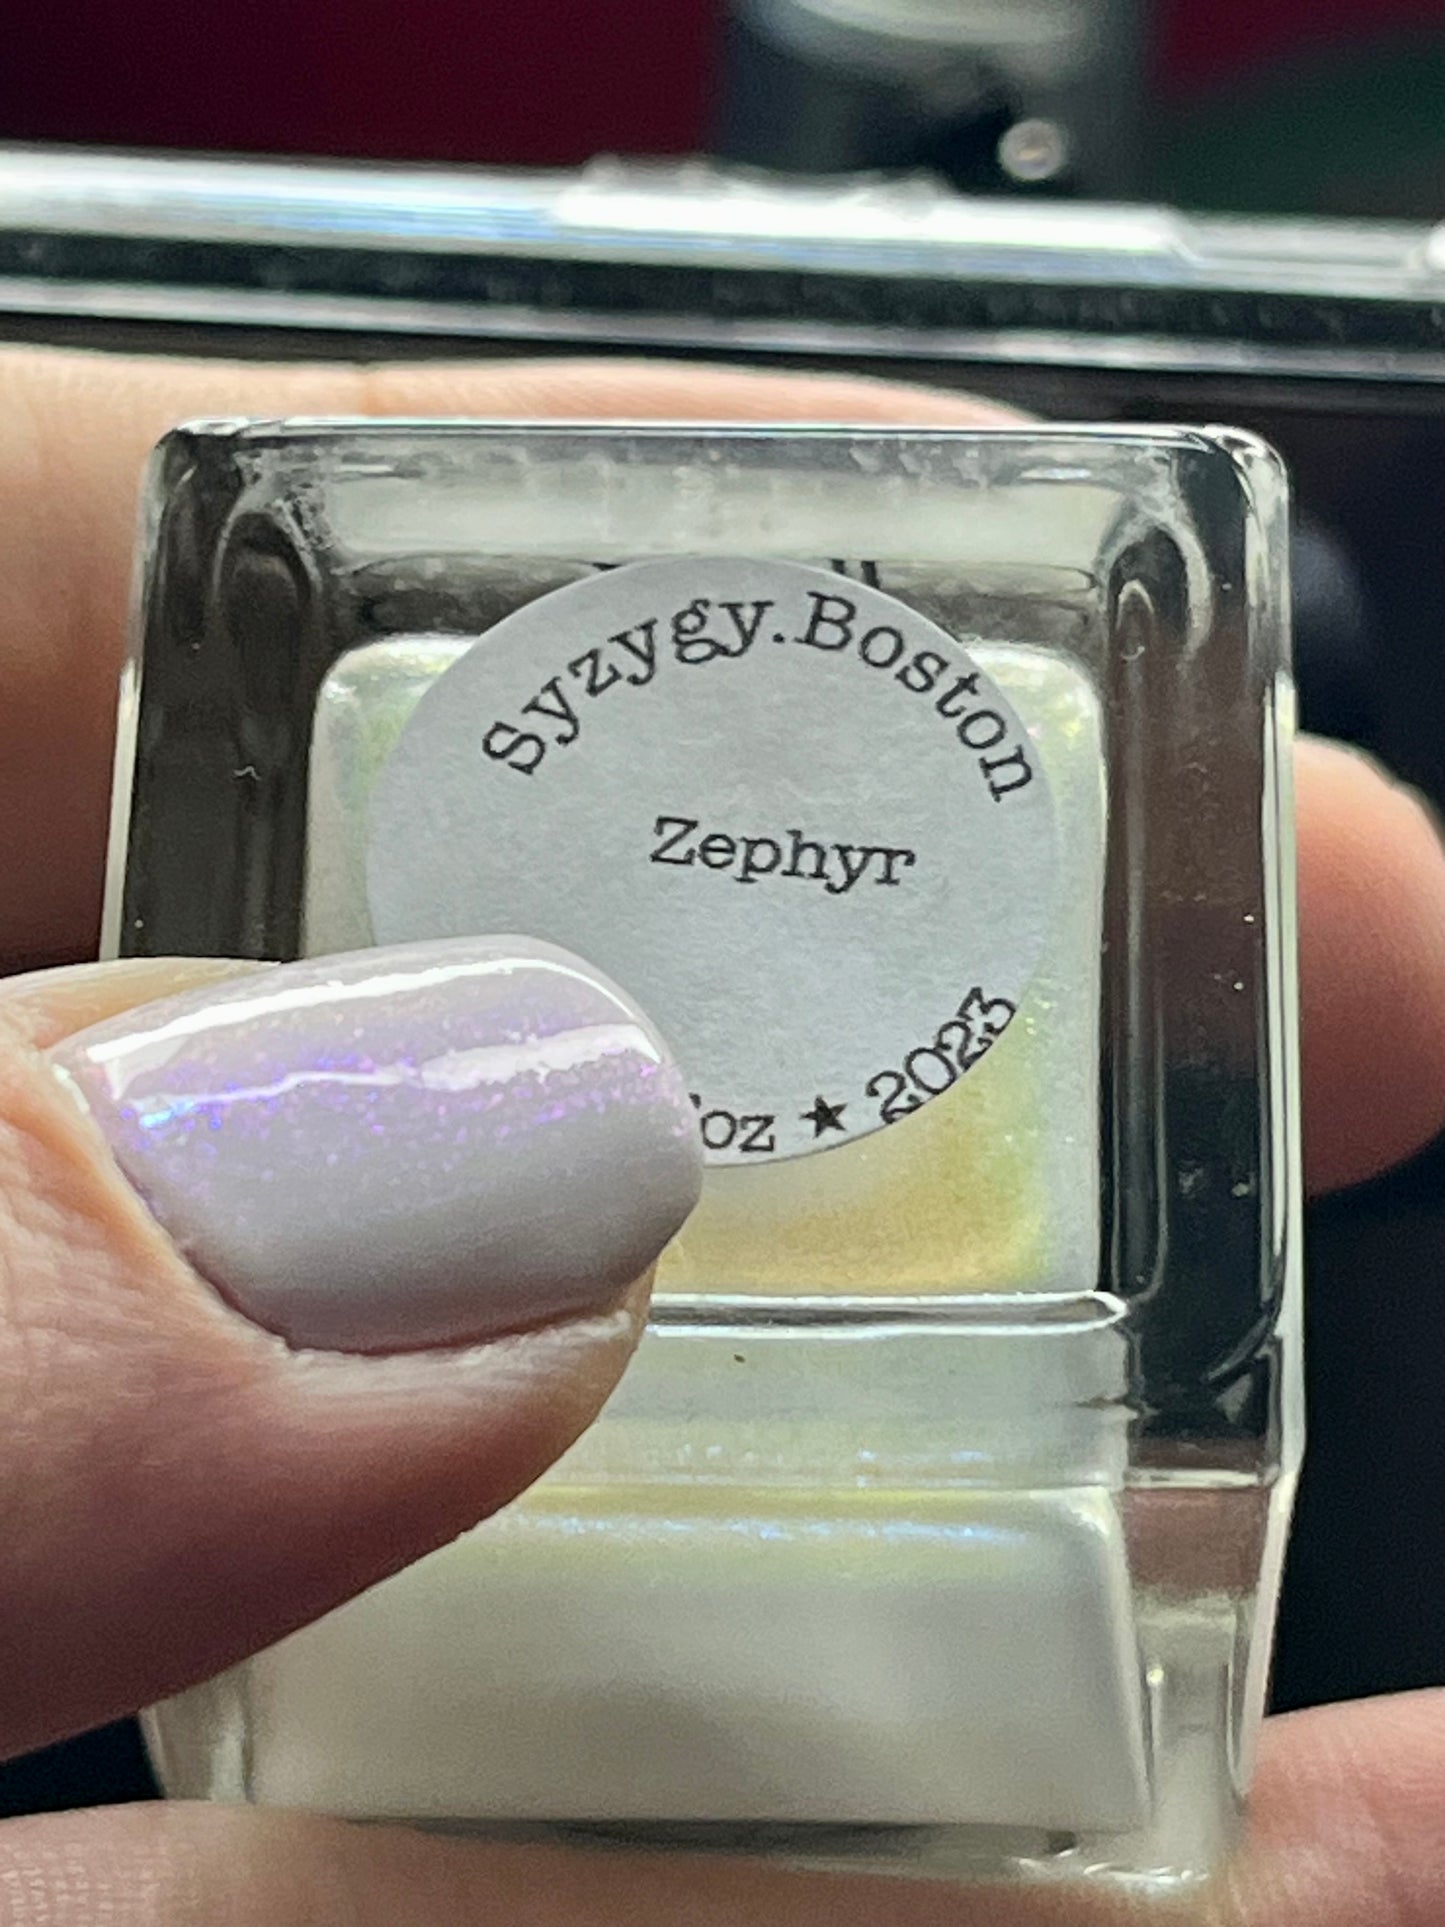 Syzygy.Boston
Zephyr
oz ★ 2023